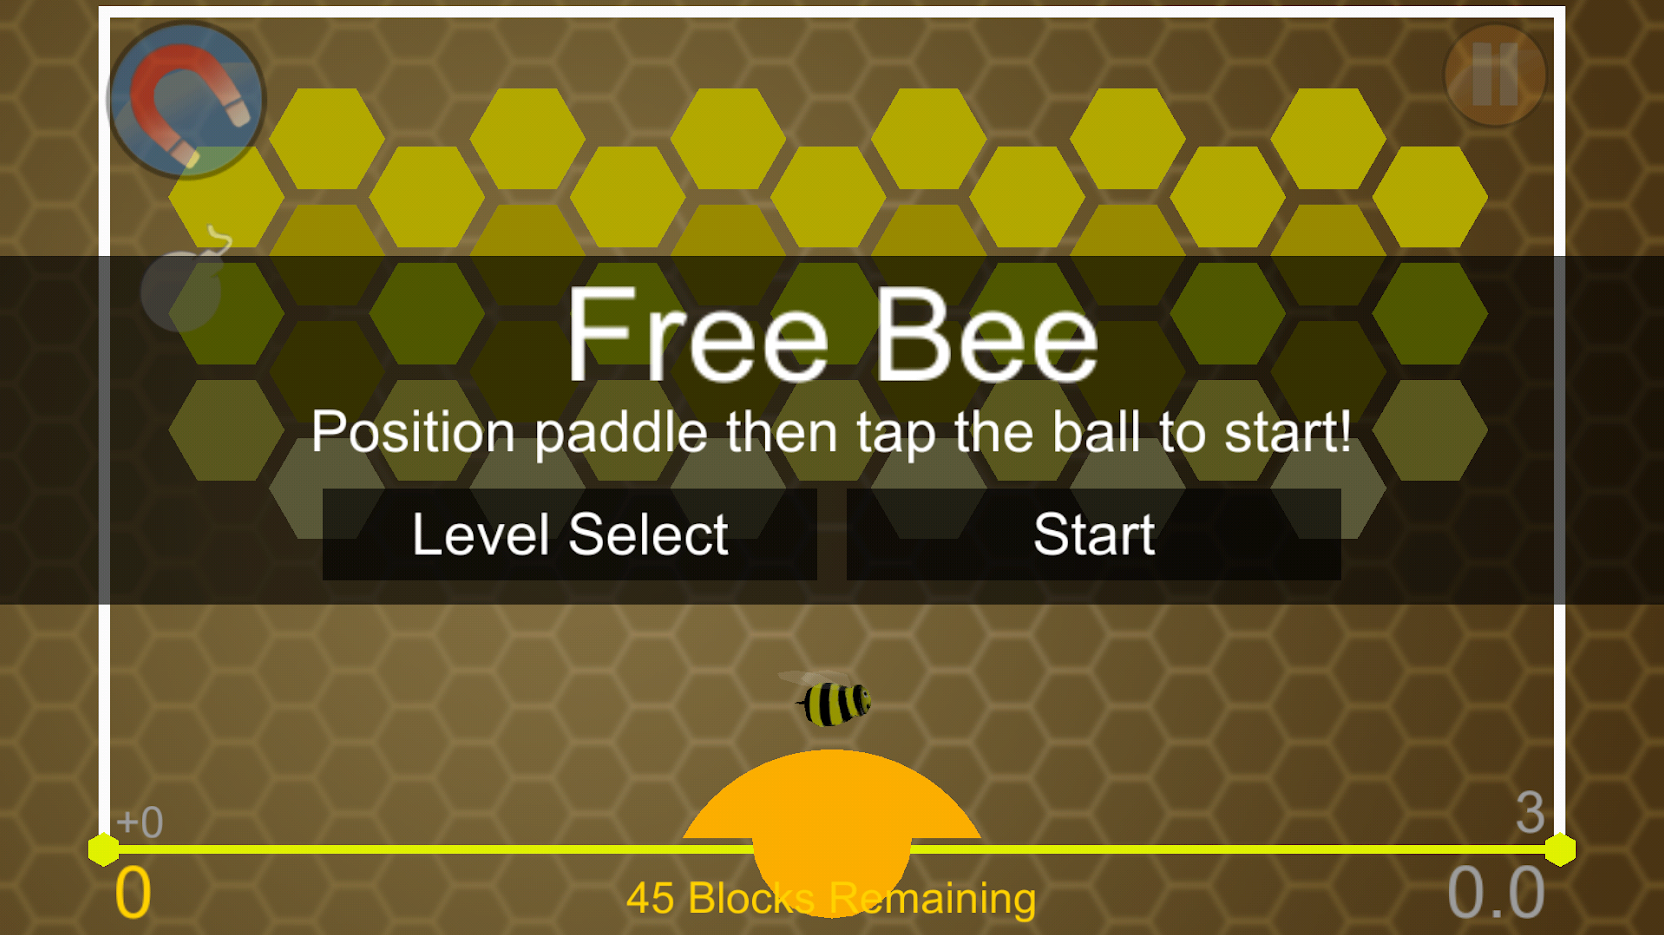 Free Bee
Position paddle then tap the ball to start!
Level Select
Start
+0
3
0
45 Blocks Remaining
0.0